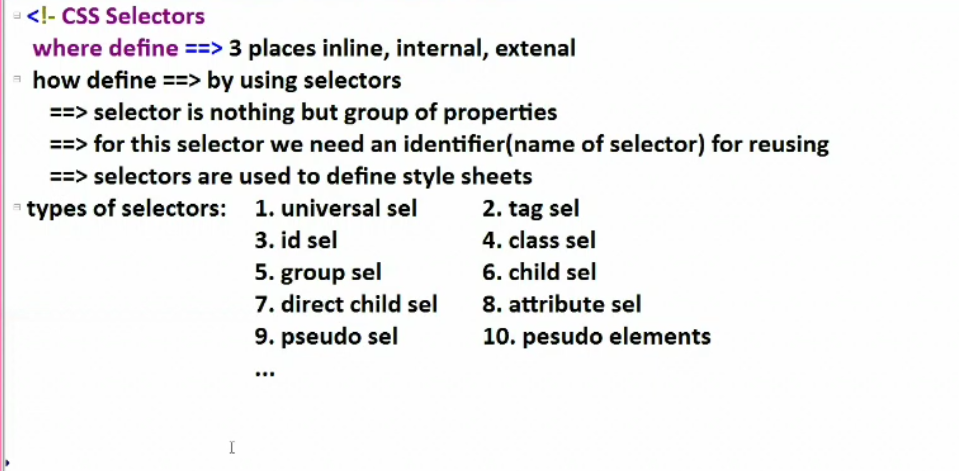 <!- CSS Selectors
where define ==> 3 places inline, internal, extenal
how define ==> by using selectors
==> selector is nothing but group of properties
==> for this selector we need an identifier(name of selector) for reusing
==> selectors are used to define style sheets
types of selectors: 1. universal sel 2. tag sel
3. id sel 4. class sel
5. group sel 6. child sel
7. direct child sel 8. attribute sel
9. pseudo sel 10. pesudo elements
...